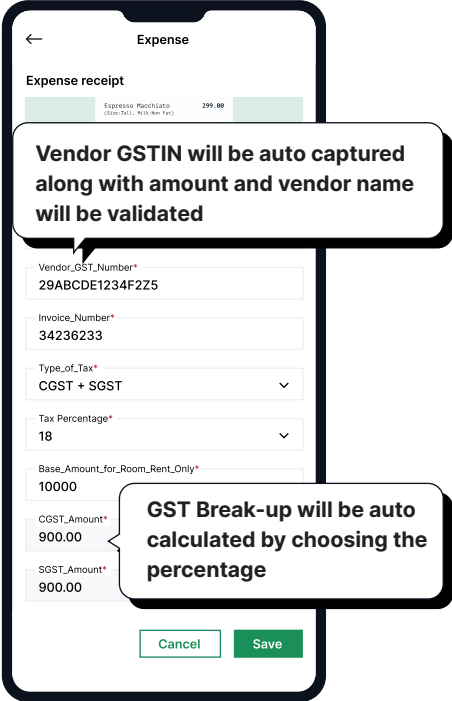 Expense
Expense receipt
Espresso Macchiato 299.00
(Size:Tall, Milk:Non Fat)
Vendor GSTIN will be auto captured
along with amount and vendor name
will be validated
Vendor_GST_Number*
29ABCDE1234F2Z5
Invoice_Number*
34236233
Type_of_Tax*
CGST + SGST
Tax Percentage*
18
Base_Amount_for_Room_Rent_Only*
10000
GST Break-up will be auto
calculated by choosing the
percentage
CGST_Amount*
900.00
SGST_Amount*
900.00
Cancel Save